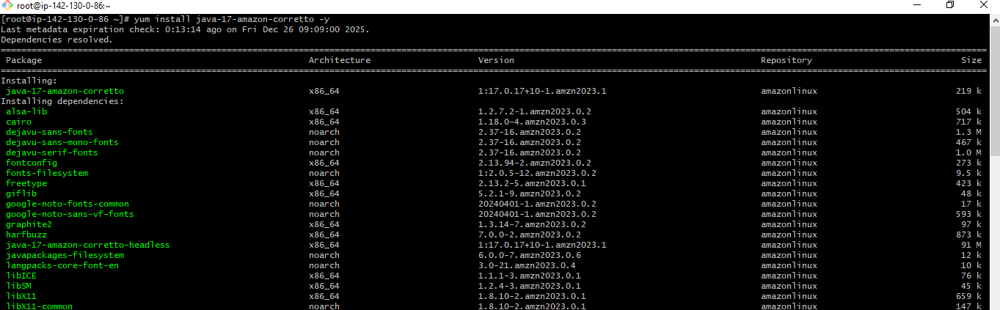 root@ip-142-130-0-86:~
[root@ip-142-130-0-86 ~]# yum install java-17-amazon-corretto -y
Last metadata expiration check: 0:13:14 ago on Fri Dec 26 09:09:00 2025.
Dependencies resolved.
================================================================================
Package Architecture Version Repository Size
================================================================================
Installing:
java-17-amazon-corretto x86_64 1:17.0.17+10-1.amzn2023.1 amazonlinux 219 k
Installing dependencies:
alsa-lib x86_64 1.2.7.2-1.amzn2023.0.2 amazonlinux 504 k
cairo x86_64 1.18.0-4.amzn2023.0.3 amazonlinux 717 k
dejavu-sans-fonts noarch 2.37-16.amzn2023.0.2 amazonlinux 1.3 M
dejavu-sans-mono-fonts noarch 2.37-16.amzn2023.0.2 amazonlinux 467 k
dejavu-serif-fonts noarch 2.37-16.amzn2023.0.2 amazonlinux 1.0 M
fontconfig x86_64 2.13.94-2.amzn2023.0.2 amazonlinux 273 k
fonts-filesystem noarch 1:2.0.5-12.amzn2023.0.2 amazonlinux 9.5 k
freetype x86_64 2.13.2-5.amzn2023.0.1 amazonlinux 423 k
giflib x86_64 5.2.1-9.amzn2023.0.2 amazonlinux 48 k
google-noto-fonts-common noarch 20240401-1.amzn2023.0.2 amazonlinux 17 k
google-noto-sans-vf-fonts noarch 20240401-1.amzn2023.0.2 amazonlinux 593 k
graphite2 x86_64 1.3.14-7.amzn2023.0.2 amazonlinux 97 k
harfbuzz x86_64 7.0.0-2.amzn2023.0.2 amazonlinux 873 k
java-17-amazon-corretto-headless x86_64 1:17.0.17+10-1.amzn2023.1 amazonlinux 91 M
javapackages-filesystem noarch 6.0.0-7.amzn2023.0.6 amazonlinux 12 k
langpacks-core-font-en noarch 3.0-21.amzn2023.0.4 amazonlinux 10 k
libICE x86_64 1.1.1-3.amzn2023.0.1 amazonlinux 76 k
libSM x86_64 1.2.4-3.amzn2023.0.1 amazonlinux 45 k
libX11 x86_64 1.8.10-2.amzn2023.0.1 amazonlinux 659 k
libX11-common noarch 1.8.10-2.amzn2023.0.1 amazonlinux 147 k